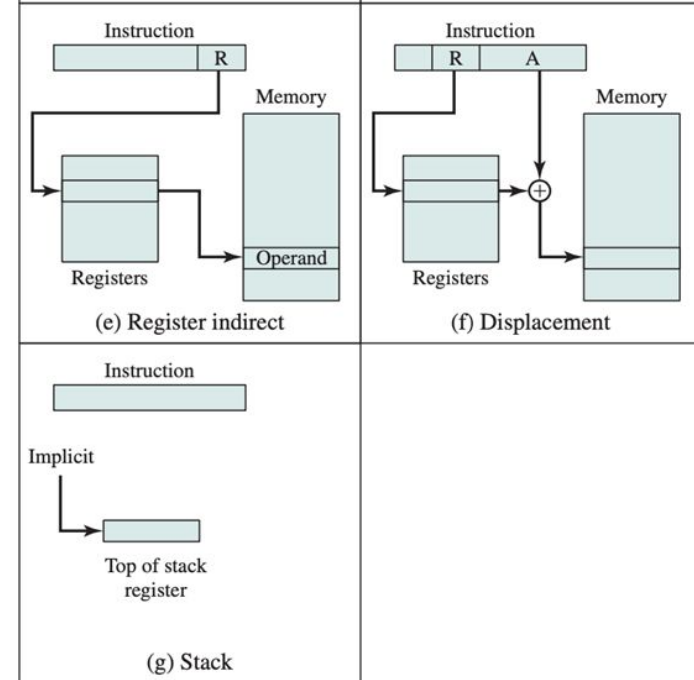 Instruction
R
Memory
Operand
Registers
(e) Register indirect
Instruction
R A
Memory
+
Registers
(f) Displacement
Instruction
Implicit
Top of stack
register
(g) Stack